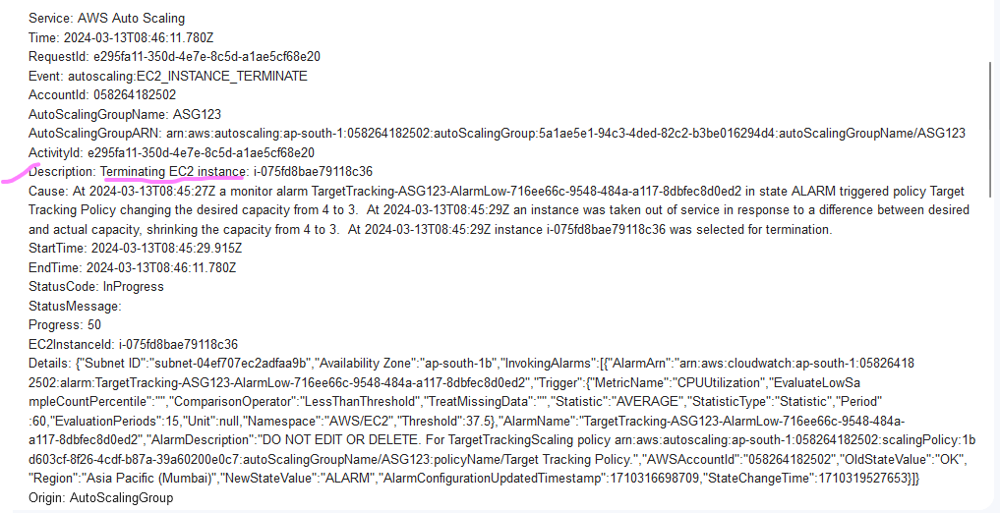 Service: AWS Auto Scaling
Time: 2024-03-13T08:46:11.780Z
RequestId: e295fa11-350d-4e7e-8c5d-a1ae5cf68e20
Event: autoscaling:EC2_INSTANCE_TERMINATE
AccountId: 058264182502
AutoScalingGroupName: ASG123
AutoScalingGroupARN: arn:aws:autoscaling:ap-south-1:058264182502:autoScalingGroup:5a1ae5e1-94c3-4ded-82c2-b3be016294d4:autoScalingGroupName/ASG123
ActivityId: e295fa11-350d-4e7e-8c5d-a1ae5cf68e20
Description: Terminating EC2 instance: i-075fd8bae79118c36
Cause: At 2024-03-13T08:45:27Z a monitor alarm TargetTracking-ASG123-AlarmLow-716ee66c-9548-484a-a117-8dbfec8d0ed2 in state ALARM triggered policy Target
Tracking Policy changing the desired capacity from 4 to 3.  At 2024-03-13T08:45:29Z an instance was taken out of service in response to a difference between desired
and actual capacity, shrinking the capacity from 4 to 3.  At 2024-03-13T08:45:29Z instance i-075fd8bae79118c36 was selected for termination.
StartTime: 2024-03-13T08:45:29.915Z
EndTime: 2024-03-13T08:46:11.780Z
StatusCode: InProgress
StatusMessage:
Progress: 50
EC2InstanceId: i-075fd8bae79118c36
Details: {"Subnet ID":"subnet-04ef707ec2adfaa9b","Availability Zone":"ap-south-1b","InvokingAlarms":[{"AlarmArn":"arn:aws:cloudwatch:ap-south-1:05826418
2502:alarm:TargetTracking-ASG123-AlarmLow-716ee66c-9548-484a-a117-8dbfec8d0ed2","Trigger":{"MetricName":"CPUUtilization","EvaluateLowSa
mpleCountPercentile":"","ComparisonOperator":"LessThanThreshold","TreatMissingData":"","Statistic":"AVERAGE","StatisticType":"Statistic","Period"
:60,"EvaluationPeriods":15,"Unit":null,"Namespace":"AWS/EC2","Threshold":37.5},"AlarmName":"TargetTracking-ASG123-AlarmLow-716ee66c-9548-484a-
a117-8dbfec8d0ed2","AlarmDescription":"DO NOT EDIT OR DELETE. For TargetTrackingScaling policy arn:aws:autoscaling:ap-south-1:058264182502:scalingPolicy:1b
d603cf-8f26-4cdf-b87a-39a60200e0c7:autoScalingGroupName/ASG123:policyName/Target Tracking Policy.","AWSAccountId":"058264182502","OldStateValue":"OK",
"Region":"Asia Pacific (Mumbai)","NewStateValue":"ALARM","AlarmConfigurationUpdatedTimestamp":1710316698709,"StateChangeTime":1710319527653}]}
Origin: AutoScalingGroup